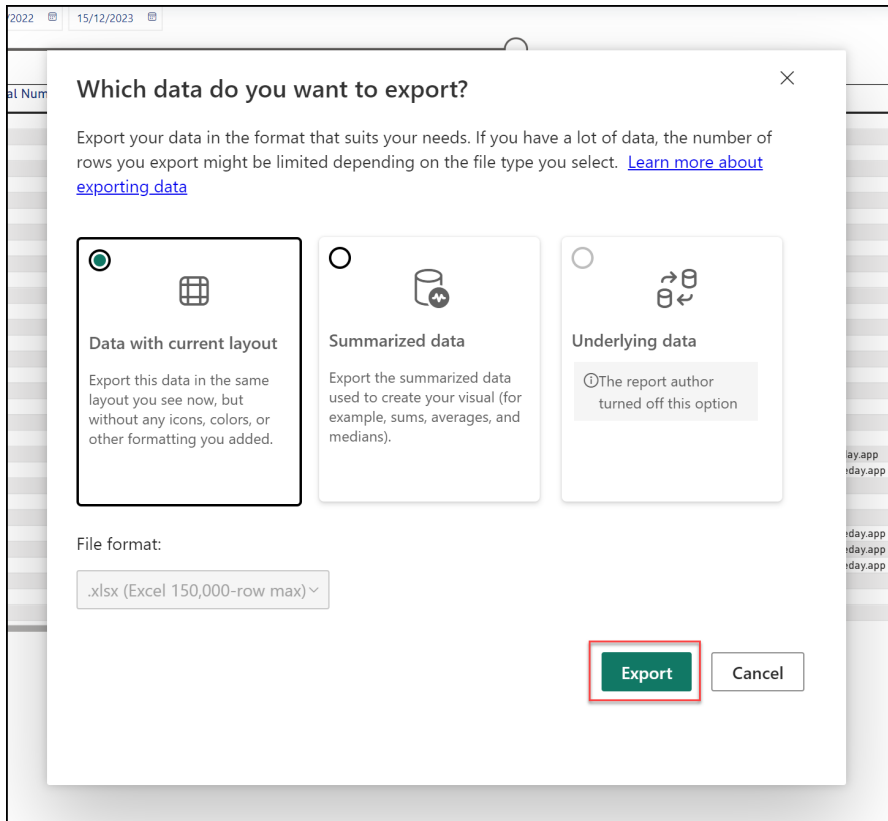 /2022 15/12/2023
al Num
Which data do you want to export?
Export your data in the format that suits your needs. If you have a lot of data, the number of
rows you export might be limited depending on the file type you select. Learn more about
exporting data
Data with current layout
Export this data in the same
layout you see now, but
without any icons, colors, or
other formatting you added.
Summarized data
Export the summarized data
used to create your visual (for
example, sums, averages, and
medians).
Underlying data
The report author
turned off this option
ay.app
eday.app
eday.app
eday.app
eday.app
File format:
.xlsx (Excel 150,000-row max)
Export
Cancel